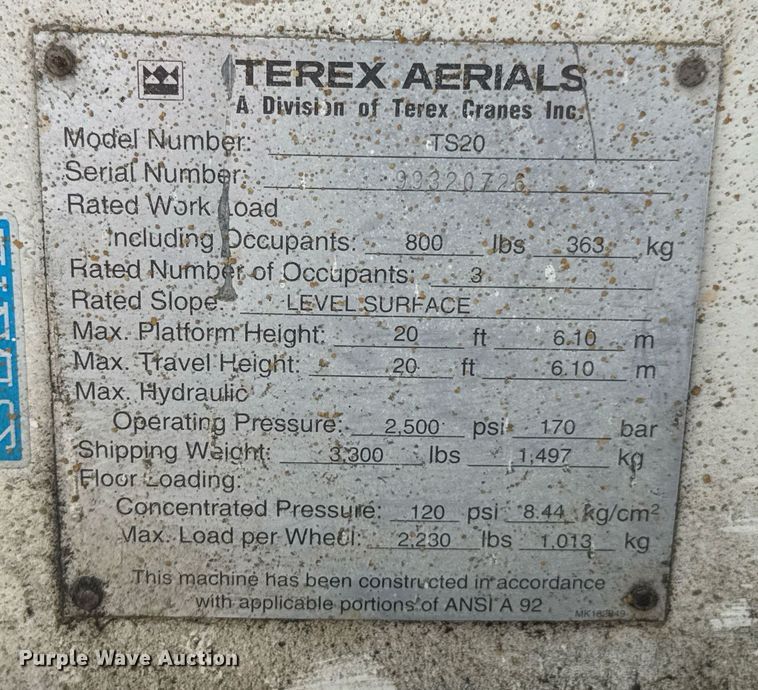 TEREX AERIALS
A Division of Terex Cranes Inc.
Model Number: TS20
Serial Number: 99320726
Rated Work Load
Including Occupants: 800 lbs 363 kg
Rated Number of Occupants: 3
Rated Slope: LEVEL SURFACE
Max. Platform Height: 20 ft 6.10 m
Max. Travel Height: 20 ft 6.10 m
Max. Hydraulic
Operating Pressure: 2,500 psi 170 bar
Shipping Weight: 3,300 lbs 1,497 kg
Floor Loading:
Concentrated Pressure: 120 psi 8.44 kg/cm²
Max. Load per Wheel: 2,230 lbs 1,013 kg
This machine has been constructed in accordance
with applicable portions of ANSI A 92
Purple Wave Auction